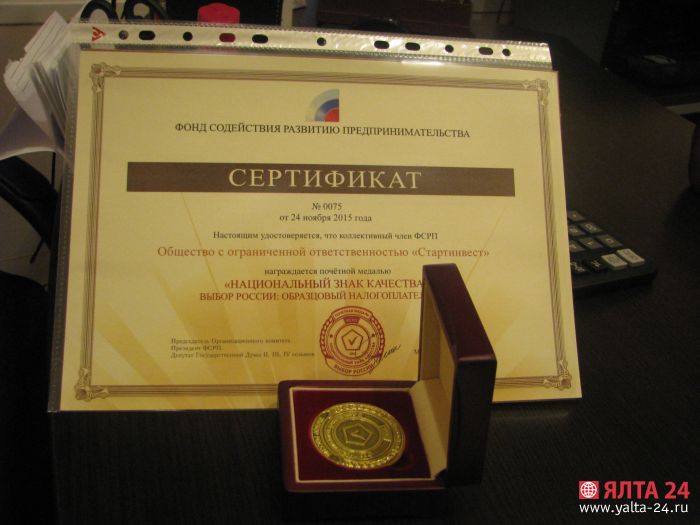 ФОНД СОДЕЙСТВИЯ РАЗВИТИЮ ПРЕДПРИНИМАТЕЛЬСТВА
СЕРТИФИКАТ
№ 0075
от 24 ноября 2015 года
Настоящим удостоверяется, что коллективный член ФСРП
Общество с ограниченной ответственностью «Стартинвест»
награждается почётной медалью
«НАЦИОНАЛЬНЫЙ ЗНАК КАЧЕСТВА
ВЫБОР РОССИИ: ОБРАЗЦОВЫЙ НАЛОГОПЛАТЕЛ
Председатель Организационного комитета.
Президент ФСРП.
Депутат Государственной Думы II, III, IV созывов
ВЫБОР РОССИИ
ЯЛТА 24
www.yalta-24.ru